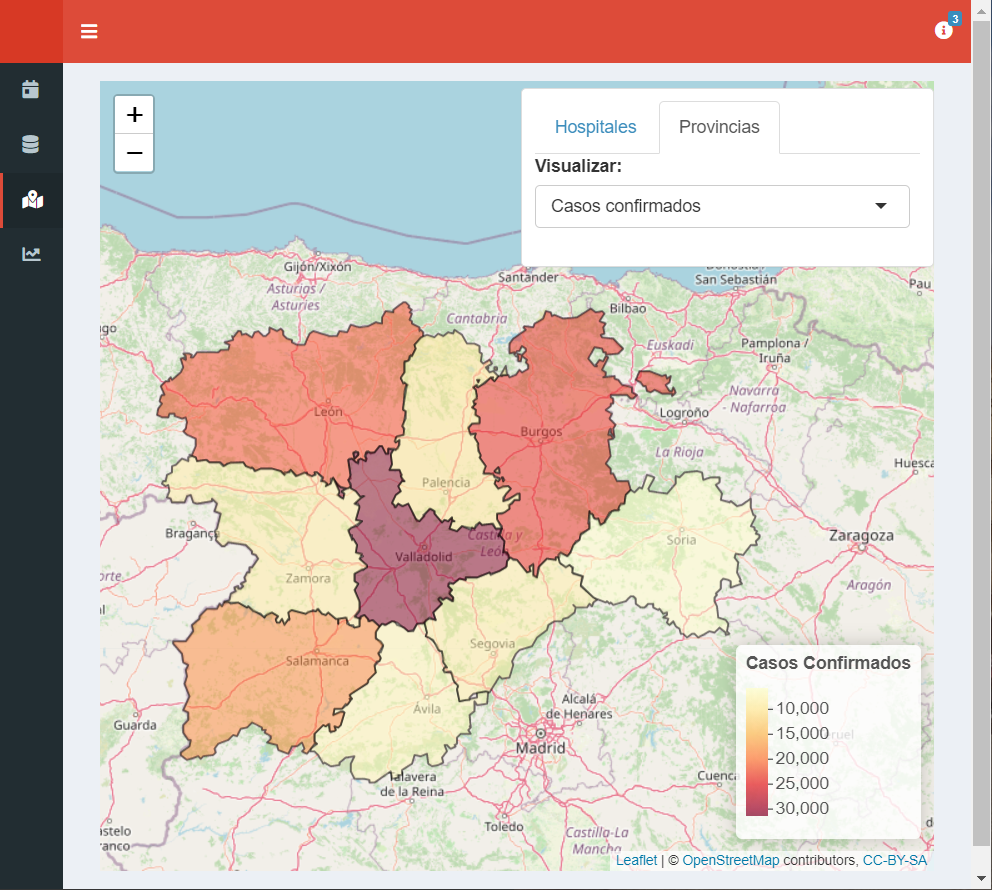 3
+
−
Hospitales
Provincias
Visualizar:
Casos confirmados
Gijón/Xixón
Asturias /
Asturies
Santander
San Sebastián
Pau
Cantabria
Bilbao
Euskadi
Pamplona /
Iruña
Navarra
- Nafarroa
León
Logroño
Burgos
La Rioja
Huesca
Palencia
Bragança
Castilla y
León
Valladolid
Soria
Zaragoza
Zamora
Aragón
Segovia
Salamanca
Casos Confirmados
10,000
15,000
20,000
25,000
30,000
Ávila
Alcalá
de Henares
Guarda
Madrid
Talavera
de la Reina
Cuenca
Toledo
Castilla-La
Mancha
Leaflet | © OpenStreetMap contributors, CC-BY-SA